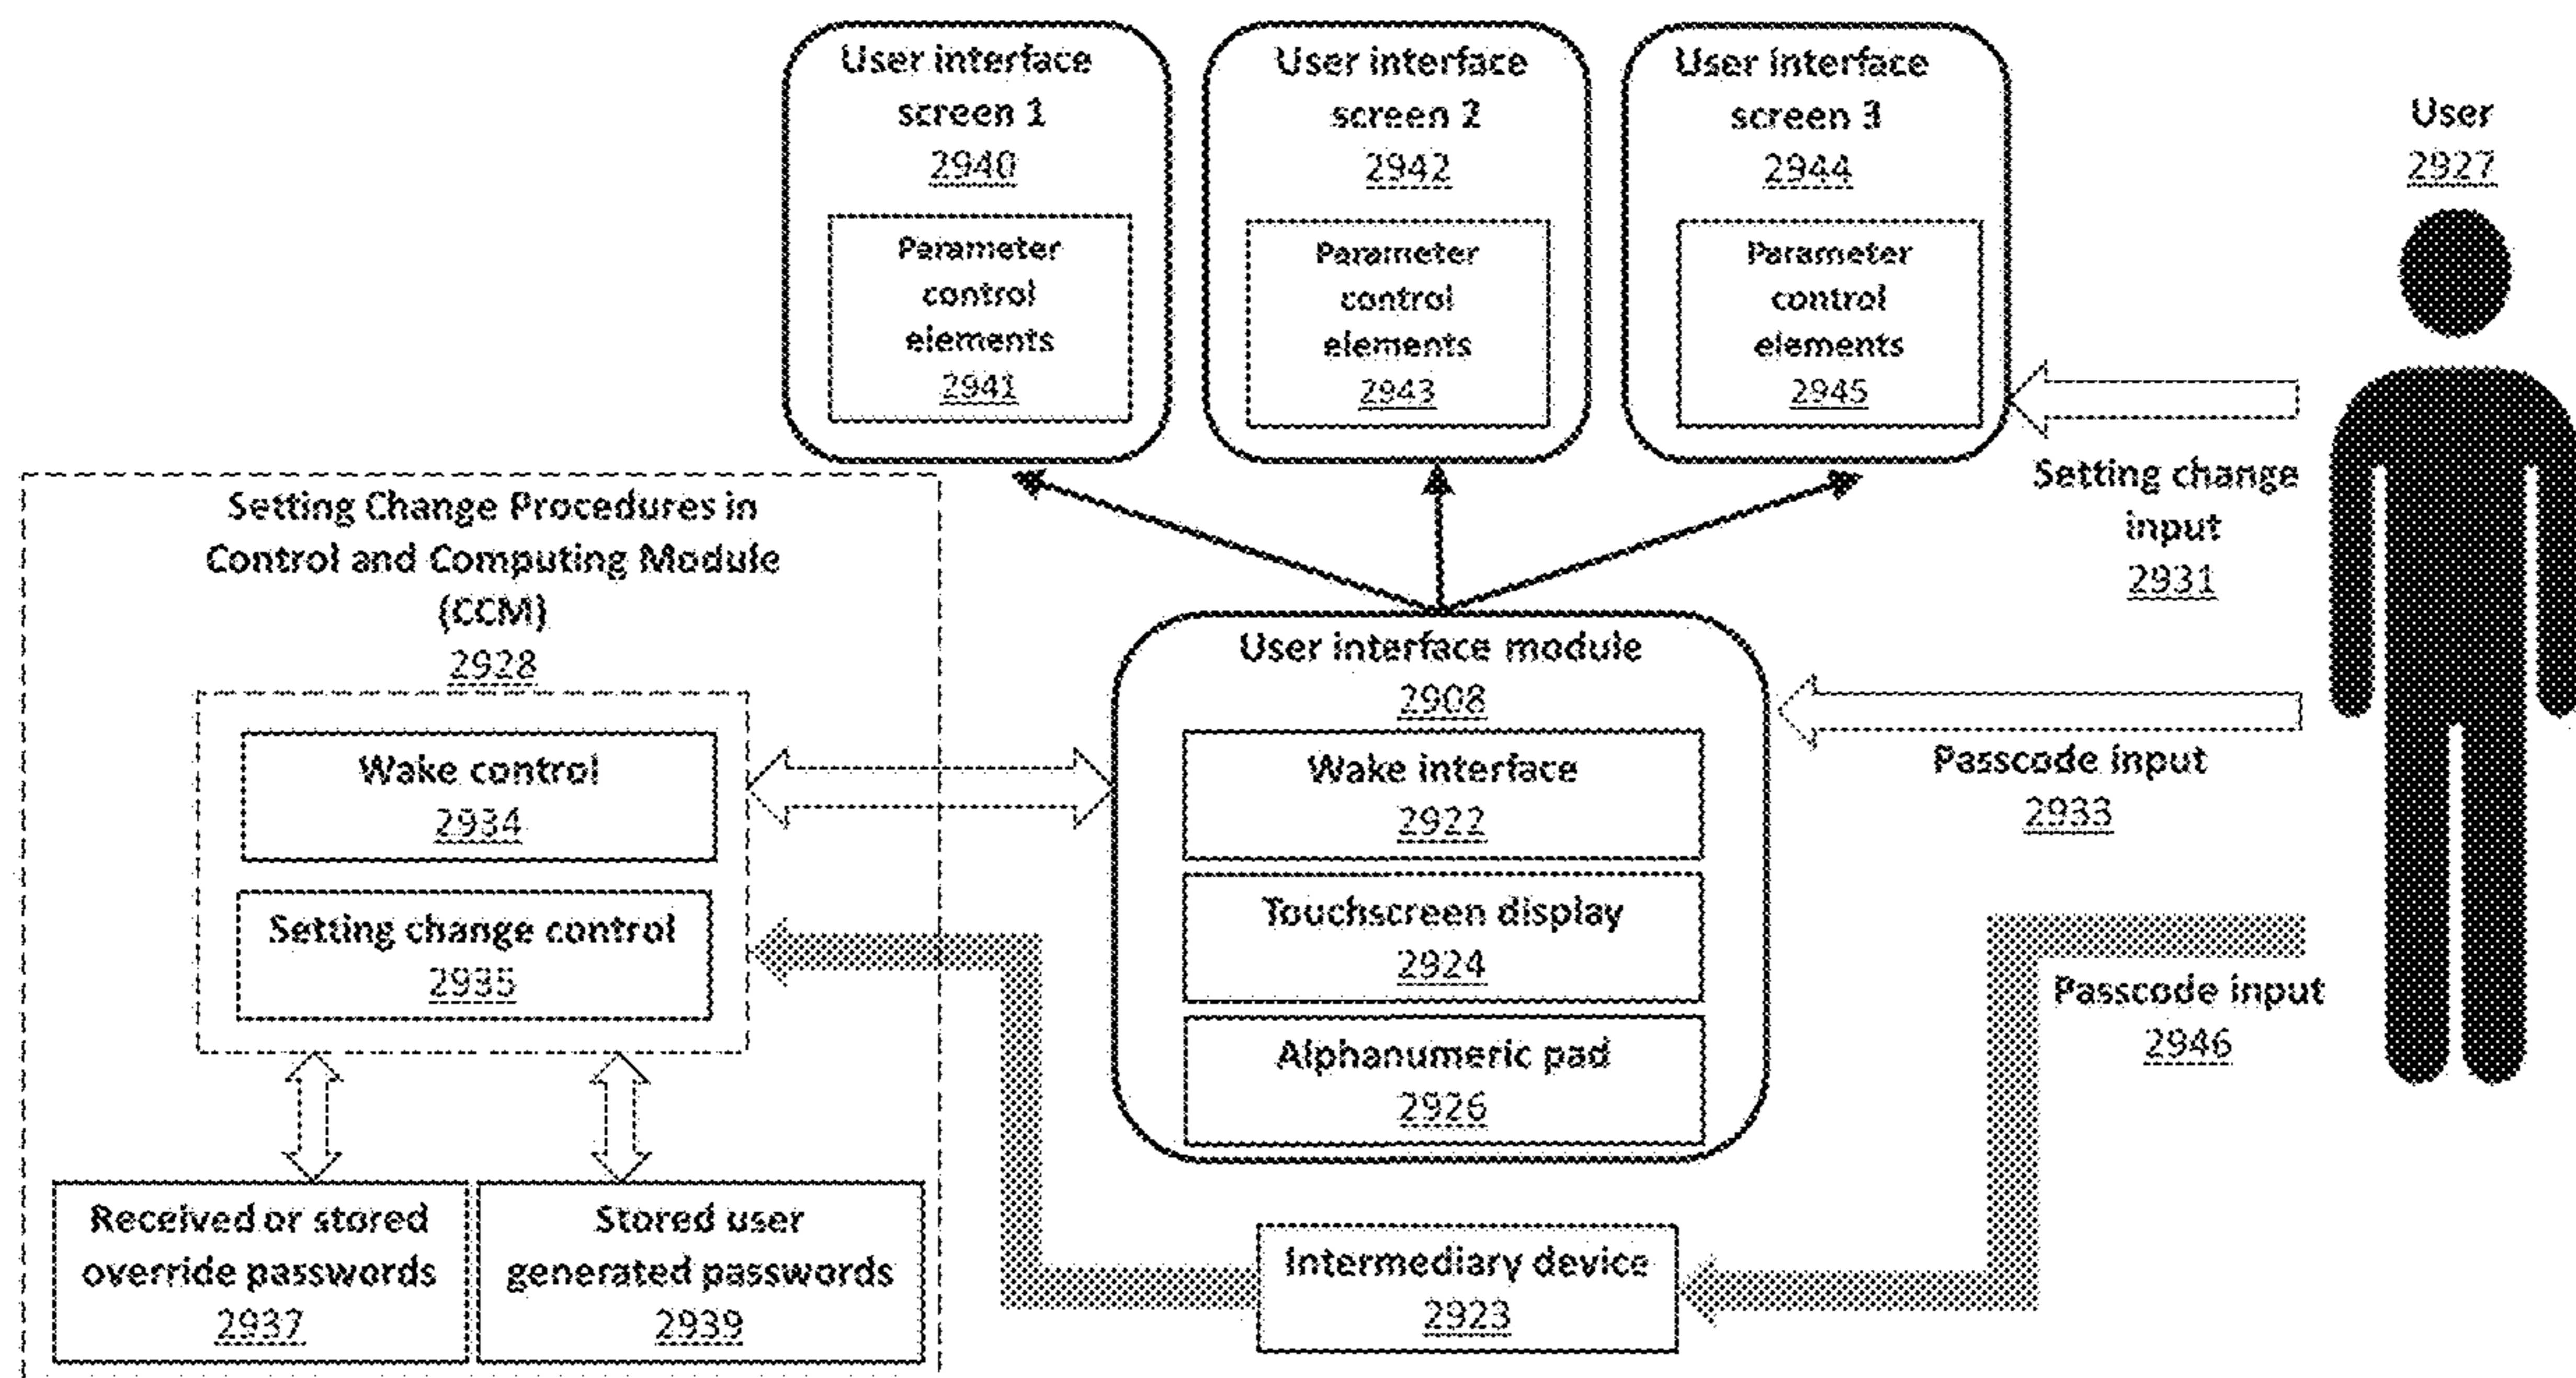 User interface
screen 1
2940
Parameter
control
elements
2941
User interface
screen 2
2942
Parameter
control
elements
2943
User interface
screen 3
2944
Parameter
control
elements
2945
User
2927
Setting change
input
2931
Setting Change Procedures in
Control and Computing Module
(CCM)
2928
Wake control
2934
Setting change control
2935
Received or stored
override passwords
2937
Stored user
generated passwords
2939
User interface module
2908
Wake interface
2922
Touchscreen display
2924
Alphanumeric pad
2926
Passcode input
2933
Passcode input
2946
Intermediary device
2923